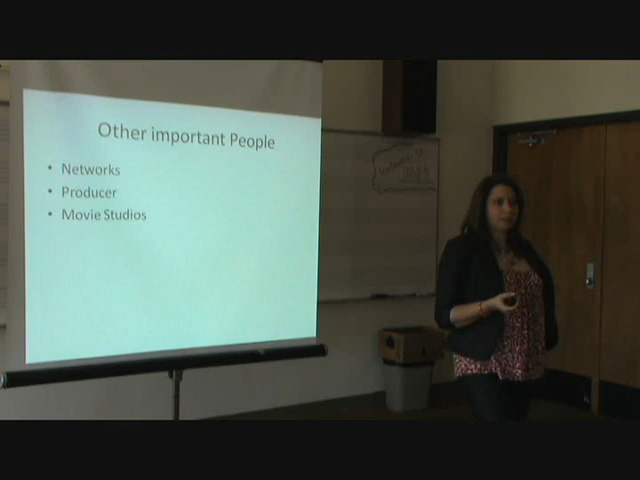 Other important People
• Networks
• Producer
• Movie Studios